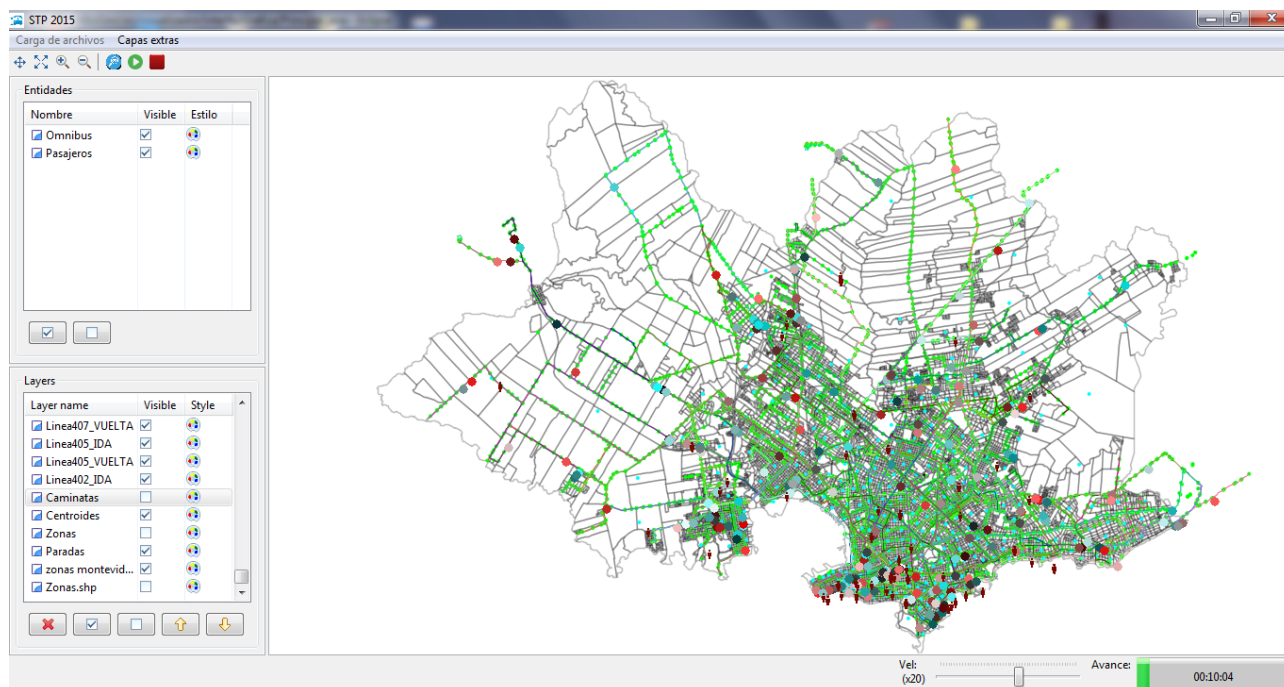 STP 2015
Carga de archivos Capas extras
Entidades
Nombre Visible Estilo
Omnibus
Pasajeros
Layers
Layer name Visible Style
Linea407_VUELTA
Linea405_IDA
Linea405_VUELTA
Linea402_IDA
Caminatas
Centroides
Zonas
Paradas
zonas montevid...
Zonas.shp
Vel: Avance:
(x20) 00:10:04